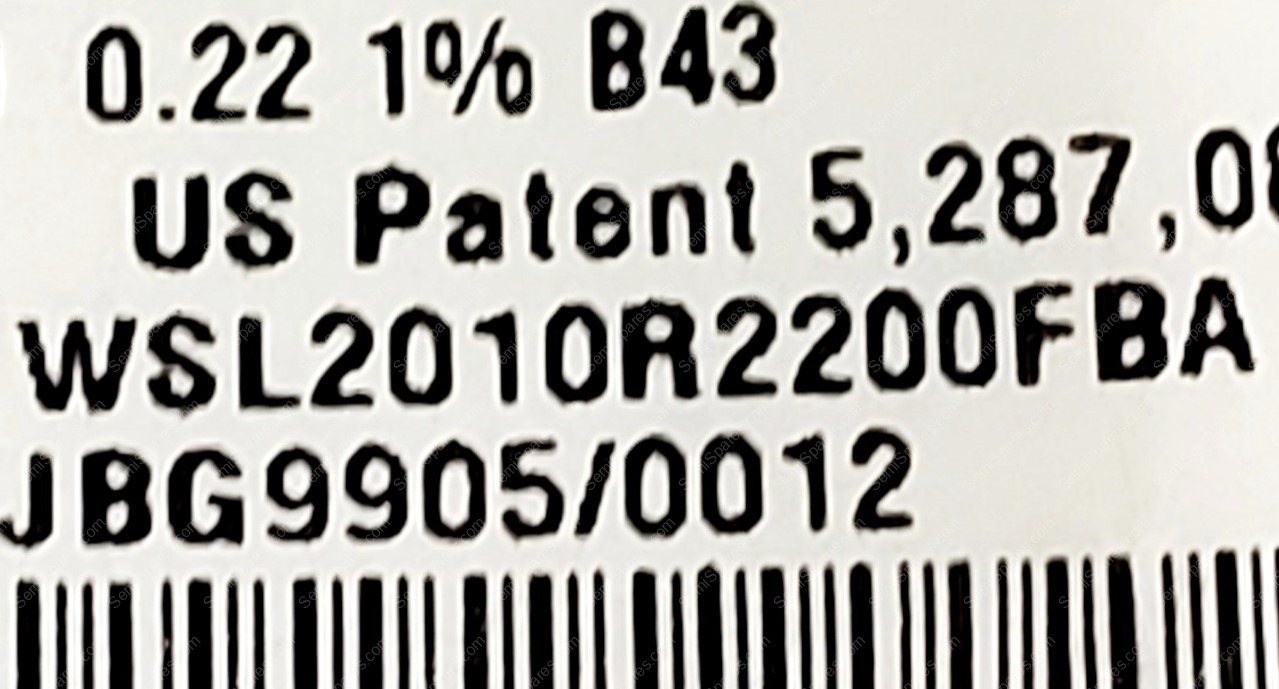 0.22 1% B43
US Patent 5,287,0
WSL2010R2200FBA
JBG9905/0012